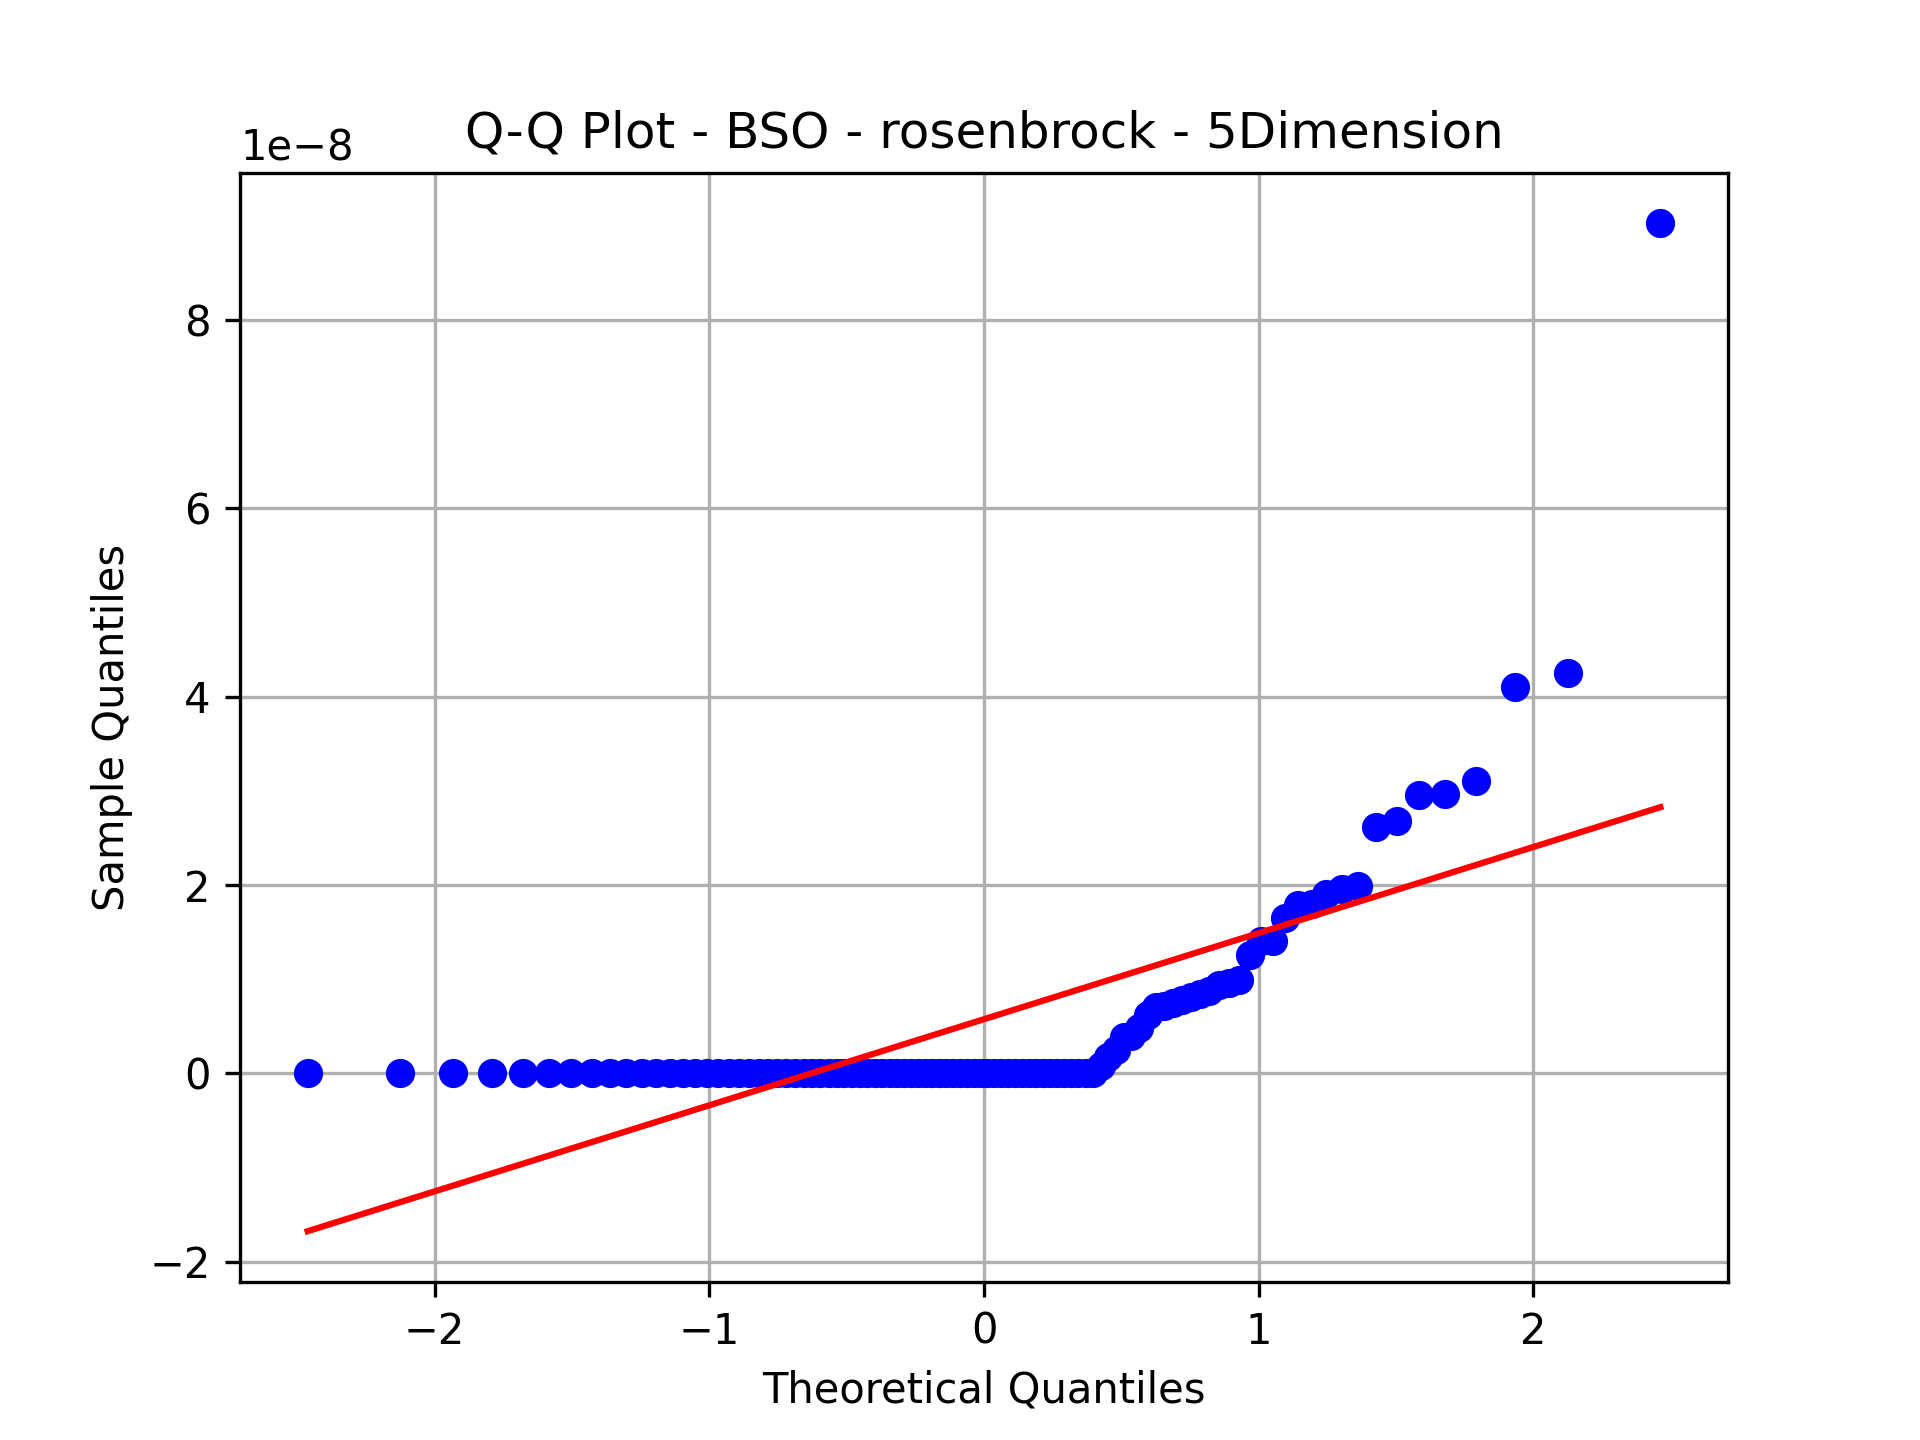 Q-Q Plot - BSO - rosenbrock - 5Dimension
1e−8
8
6
4
2
0
−2
Sample Quantiles
−2 −1 0 1 2
Theoretical Quantiles